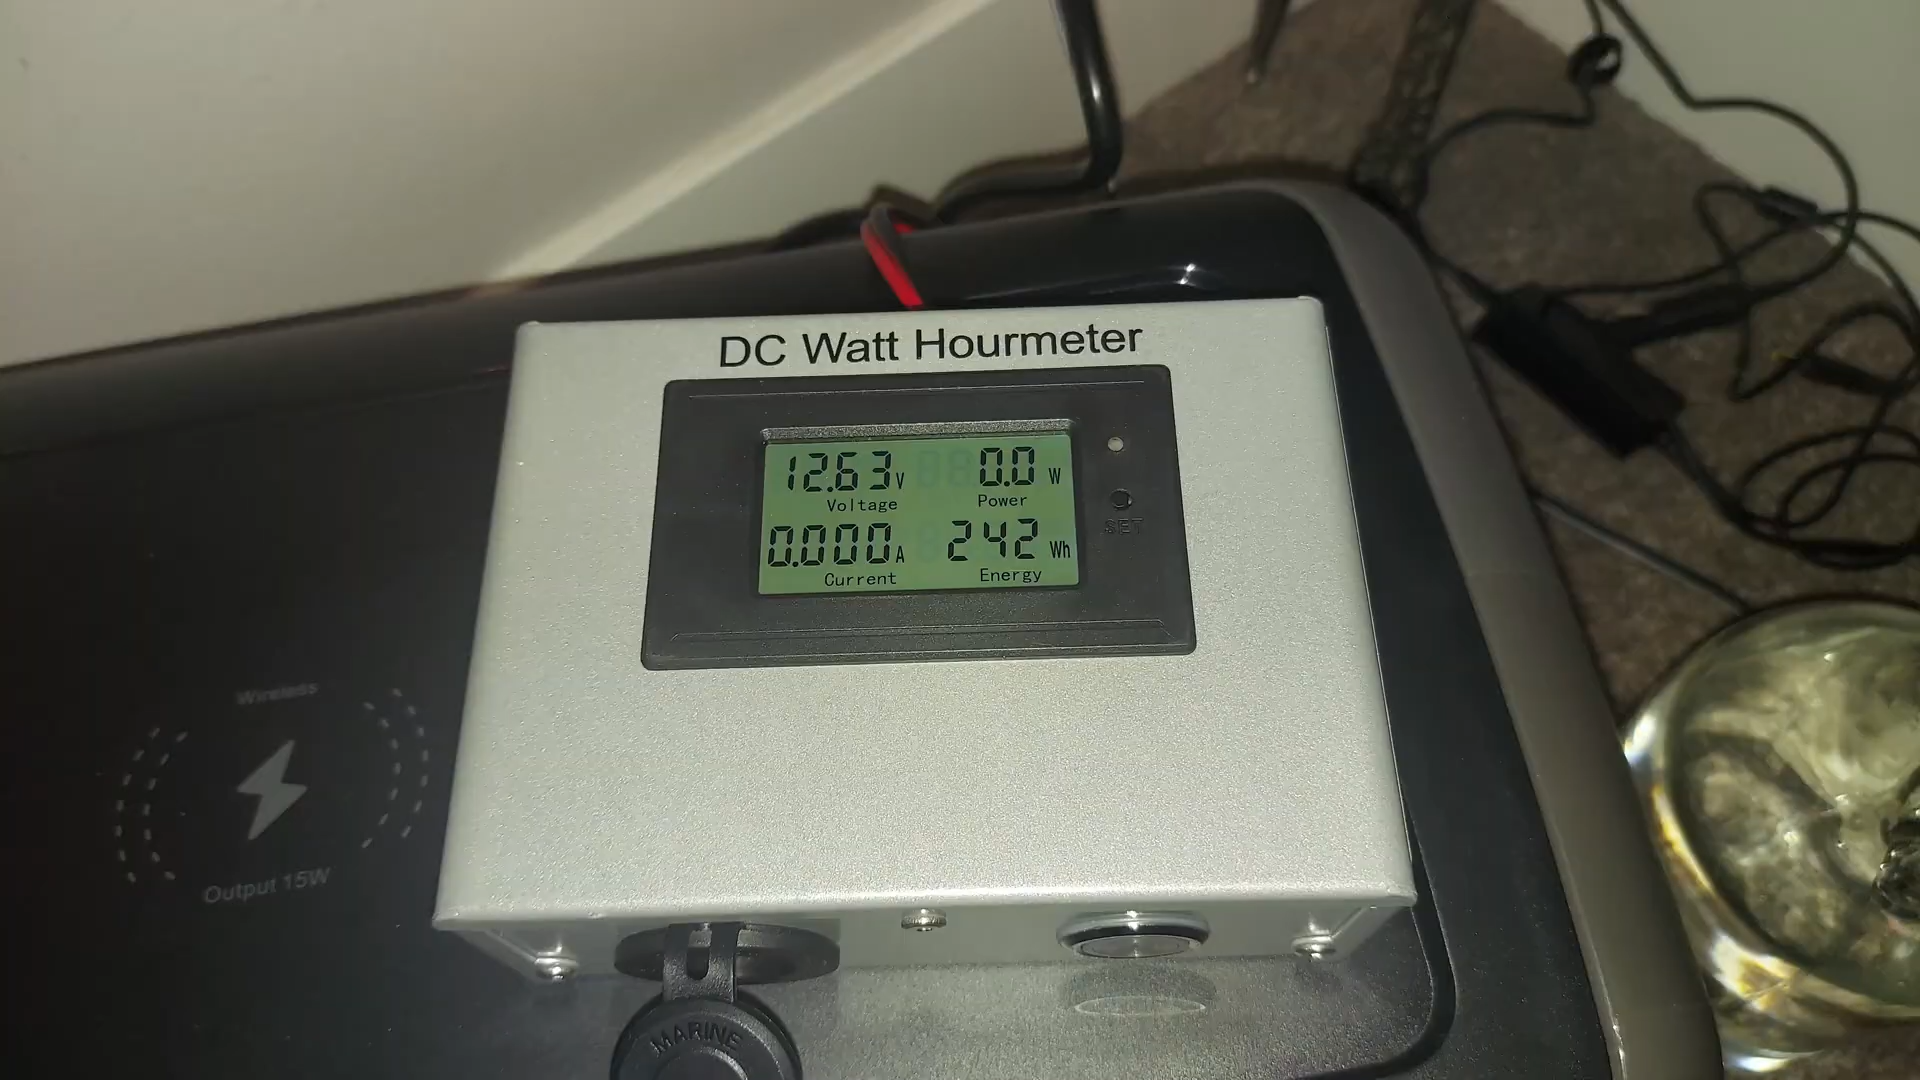 DC Watt Hourmeter
12.63 V 0.0 W
Voltage Power
0.000 A 242 Wh
Current Energy
SET
Wireless
Output 15W
MARINE